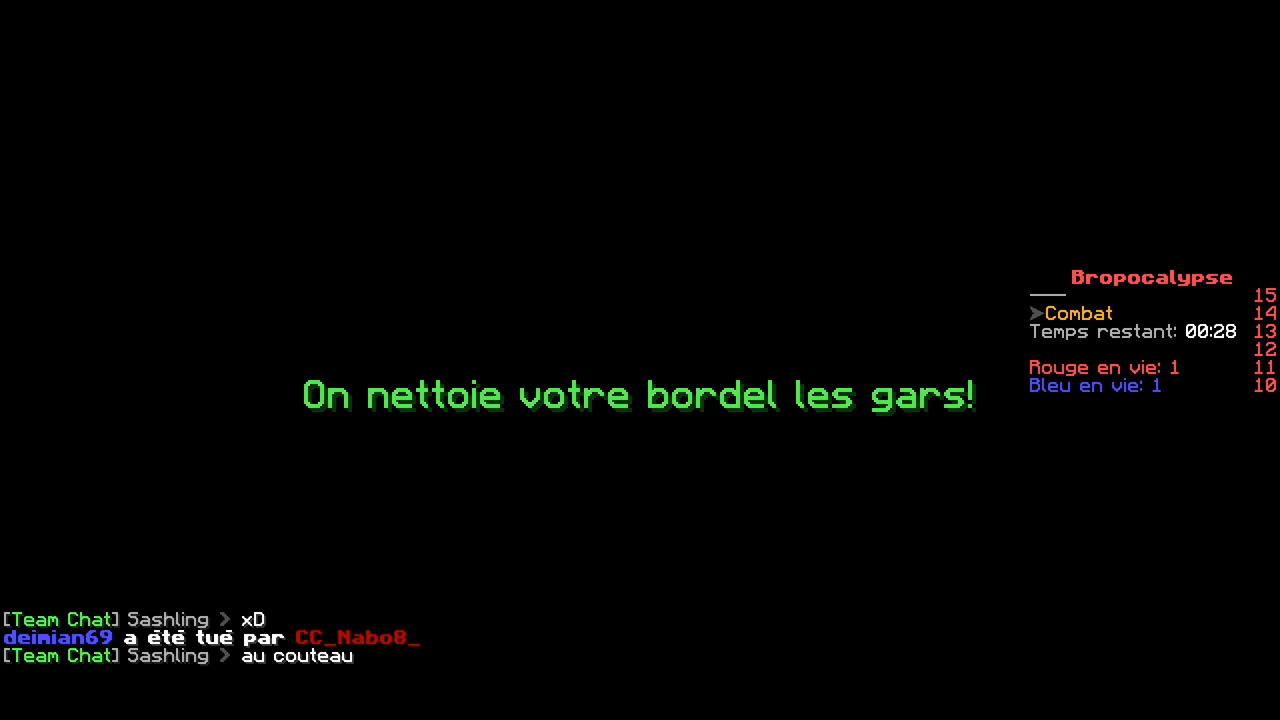 Bropocalypse
15
➤Combat 14
Temps restant: 00:28 13
12
Rouge en vie: 1 11
Bleu en vie: 1 10
On nettoie votre bordel les gars!
[Team Chat] Sashling > xD
deimian69 a été tué par CC_Nabo8_
[Team Chat] Sashling > au couteau